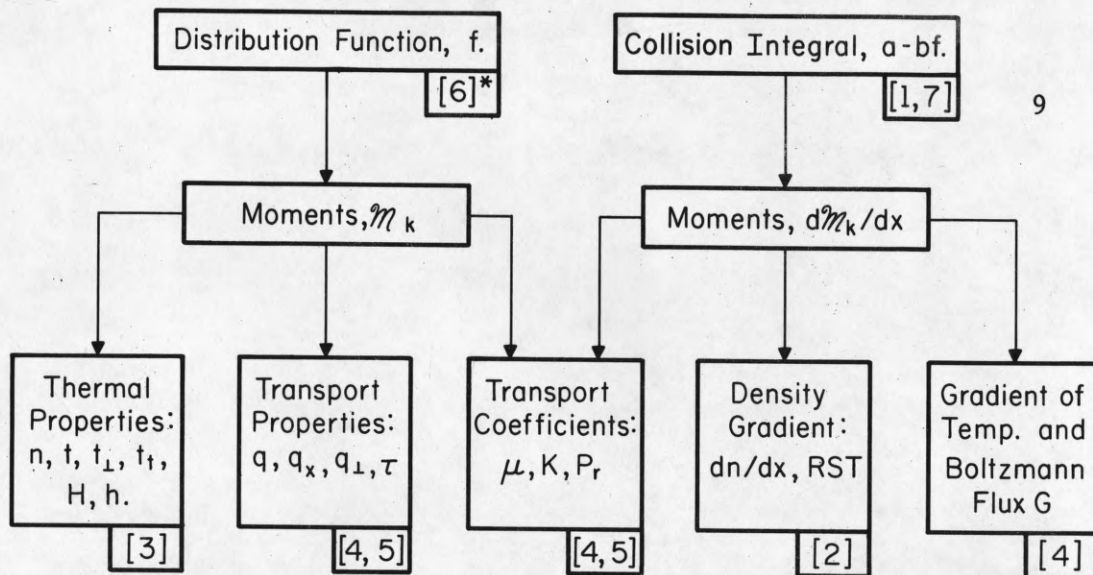 Distribution Function, f.
[6]*
Collision Integral, a-bf.
[1,7]
9
Moments, ℳk
Moments, dℳk/dx
Thermal
Properties:
n, t, t⊥, t†,
H, h.
[3]
Transport
Properties:
q, qx, q⊥, τ
[4, 5]
Transport
Coefficients:
μ, K, Pr
[4, 5]
Density
Gradient:
dn/dx, RST
[2]
Gradient of
Temp. and
Boltzmann
Flux G
[4]